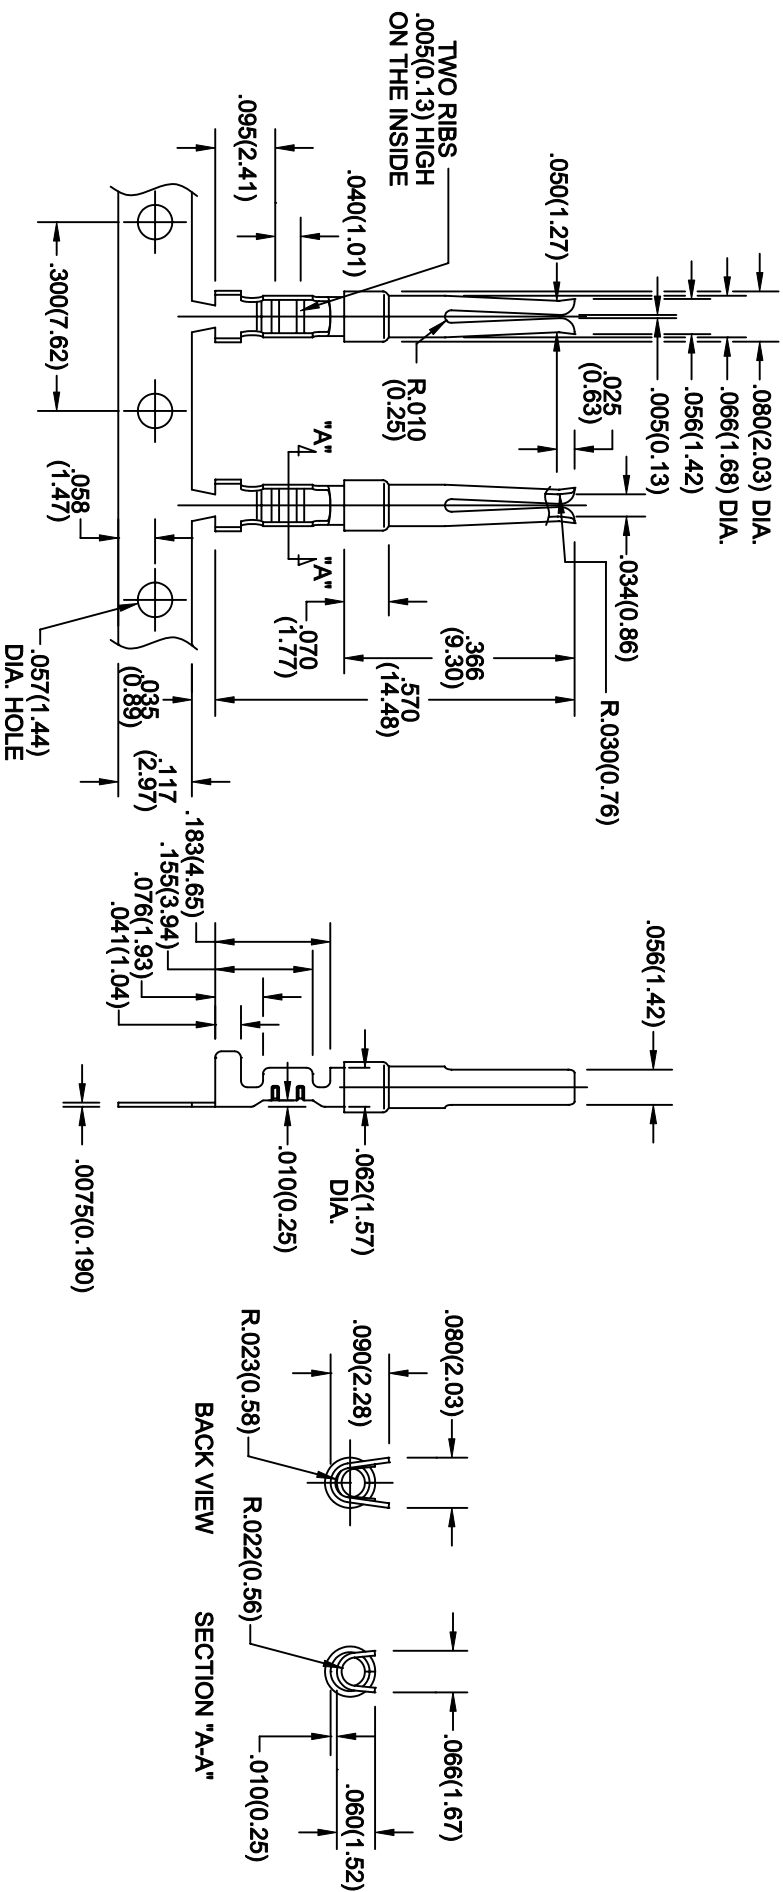 .080(2.03) DIA.
.066(1.68) DIA.
.056(1.42)
.005(0.13)
.050(1.27)
.025
(0.63)
.034(0.86)
R.030(0.76)
TWO RIBS
.005(0.13) HIGH
ON THE INSIDE
R.010
(0.25)
.040(1.01)
.095(2.41)
"A"
"A"
.366
(9.30)
.570
(14.48)
.070
(1.77)
.300(7.62)
.058
(1.47)
.057(1.44)
DIA. HOLE
.035
(0.89)
.117
(2.97)
.056(1.42)
.183(4.65)
.155(3.94)
.076(1.93)
.041(1.04)
.062(1.57)
DIA.
.010(0.25)
.0075(0.190)
.080(2.03)
.090(2.28)
R.023(0.58)
BACK VIEW
.066(1.67)
R.022(0.56)
.060(1.52)
.010(0.25)
SECTION "A-A"